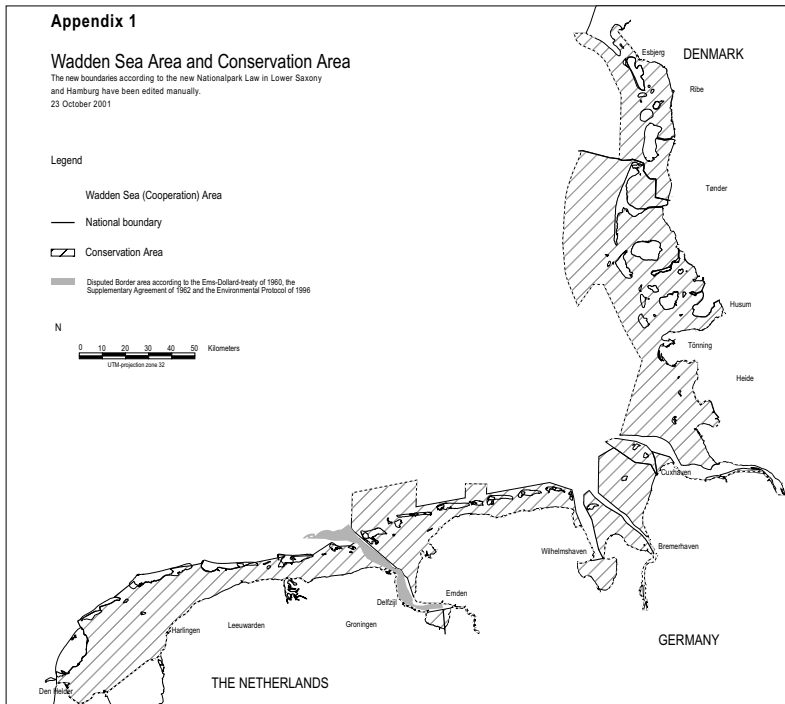 Appendix 1
Wadden Sea Area and Conservation Area
The new boundaries according to the new Nationalpark Law in Lower Saxony
and Hamburg have been edited manually.
23 October 2001
Legend
Wadden Sea (Cooperation) Area
National boundary
Conservation Area
Disputed Border area according to the Ems-Dollard-treaty of 1960, the
Supplementary Agreement of 1962 and the Environmental Protocol of 1996
N
0 10 20 30 40 50 Kilometers
UTM-projection zone 32
Esbjerg
DENMARK
Ribe
Tønder
Husum
Tönning
Heide
Cuxhaven
Wilhelmshaven
Bremerhaven
Emden
Delfzijl
Groningen
Leeuwarden
Harlingen
GERMANY
THE NETHERLANDS
Den Helder